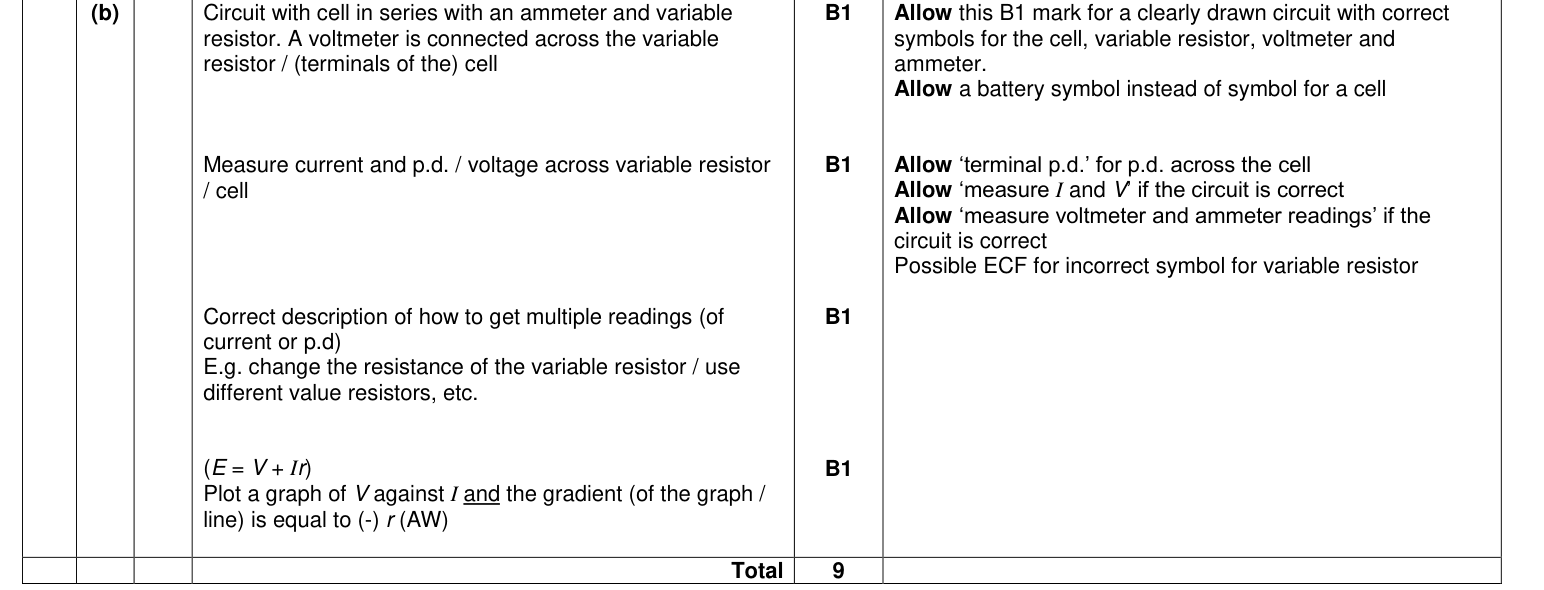 (b)
Circuit with cell in series with an ammeter and variable
resistor. A voltmeter is connected across the variable
resistor / (terminals of the) cell
B1
Allow this B1 mark for a clearly drawn circuit with correct
symbols for the cell, variable resistor, voltmeter and
ammeter.
Allow a battery symbol instead of symbol for a cell
Measure current and p.d. / voltage across variable resistor
/ cell
B1
Allow ‘terminal p.d.’ for p.d. across the cell
Allow ‘measure I and V’ if the circuit is correct
Allow ‘measure voltmeter and ammeter readings’ if the
circuit is correct
Possible ECF for incorrect symbol for variable resistor
Correct description of how to get multiple readings (of
current or p.d)
E.g. change the resistance of the variable resistor / use
different value resistors, etc.
B1
(E = V + Ir)
Plot a graph of V against I and the gradient (of the graph /
line) is equal to (-) r (AW)
B1
Total
9